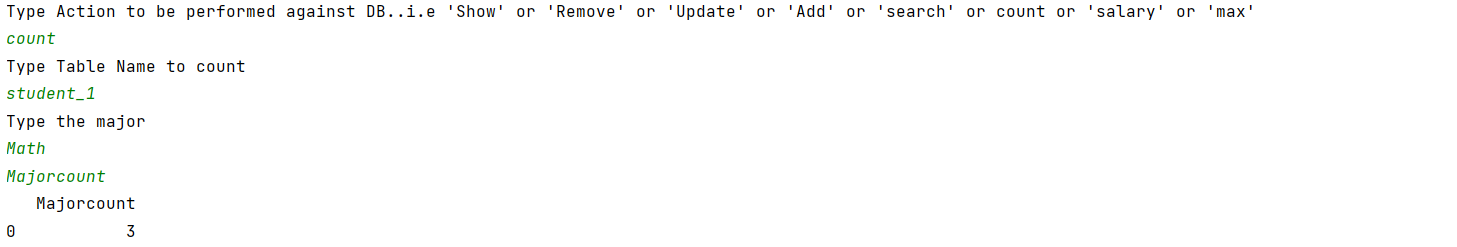 Type Action to be performed against DB..i.e 'Show' or 'Remove' or 'Update' or 'Add' or 'search' or count or 'salary' or 'max'
count
Type Table Name to count
student_1
Type the major
Math
Majorcount
Majorcount
0 3